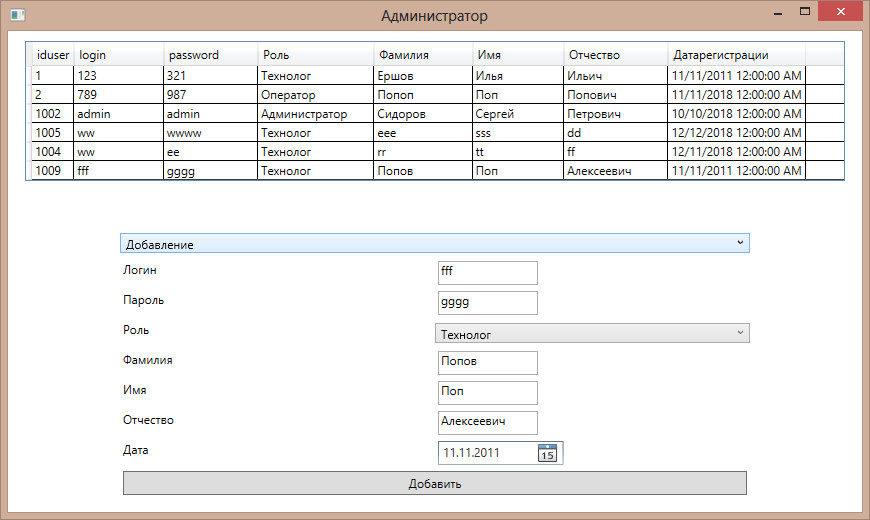 Администратор
iduser login password Роль Фамилия Имя Отчество Датарегистрации
1 123 321 Технолог Ершов Илья Ильич 11/11/2011 12:00:00 AM
2 789 987 Оператор Попоп Поп Попович 11/11/2018 12:00:00 AM
1002 admin admin Администратор Сидоров Сергей Петрович 10/10/2018 12:00:00 AM
1005 ww wwww Технолог eee sss dd 12/12/2018 12:00:00 AM
1004 ww ee Технолог rr tt ff 12/11/2018 12:00:00 AM
1009 fff gggg Технолог Попов Поп Алексеевич 11/11/2011 12:00:00 AM
Добавление
Логин fff
Пароль gggg
Роль Технолог
Фамилия Попов
Имя Поп
Отчество Алексеевич
Дата 11.11.2011 15
Добавить